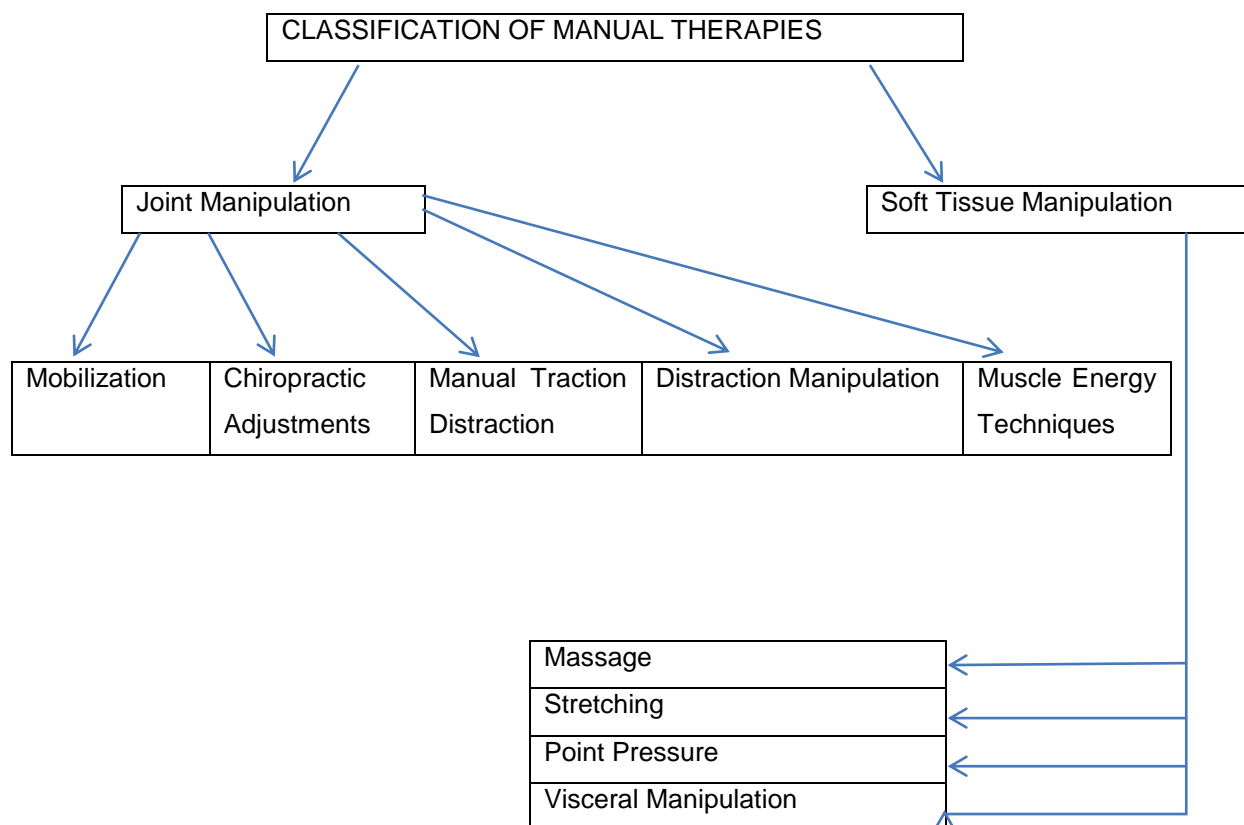 CLASSIFICATION OF MANUAL THERAPIES
Joint Manipulation
Soft Tissue Manipulation
Mobilization
Chiropractic
Adjustments
Manual Traction
Distraction
Distraction Manipulation
Muscle Energy
Techniques
Massage
Stretching
Point Pressure
Visceral Manipulation